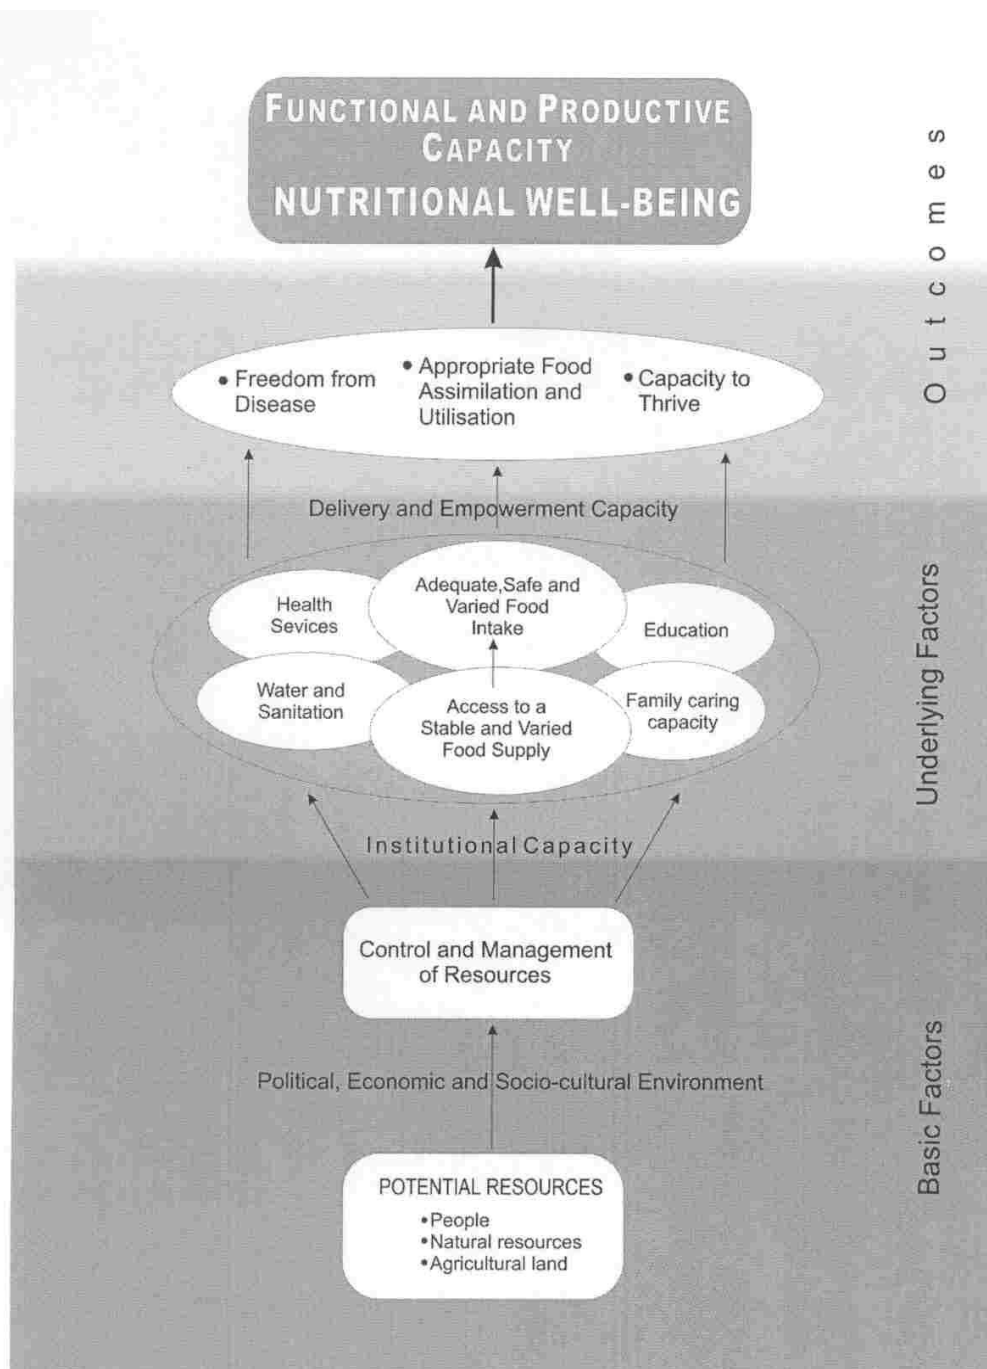 FUNCTIONAL AND PRODUCTIVE
CAPACITY
NUTRITIONAL WELL-BEING
Outcomes
• Freedom from
Disease
• Appropriate Food
Assimilation and
Utilisation
• Capacity to
Thrive
Delivery and Empowerment Capacity
Underlying Factors
Health
Sevices
Adequate,Safe and
Varied Food
Intake
Education
Water and
Sanitation
Access to a
Stable and Varied
Food Supply
Family caring
capacity
Institutional Capacity
Control and Management
of Resources
Basic Factors
Political, Economic and Socio-cultural Environment
POTENTIAL RESOURCES
•People
•Natural resources
•Agricultural land